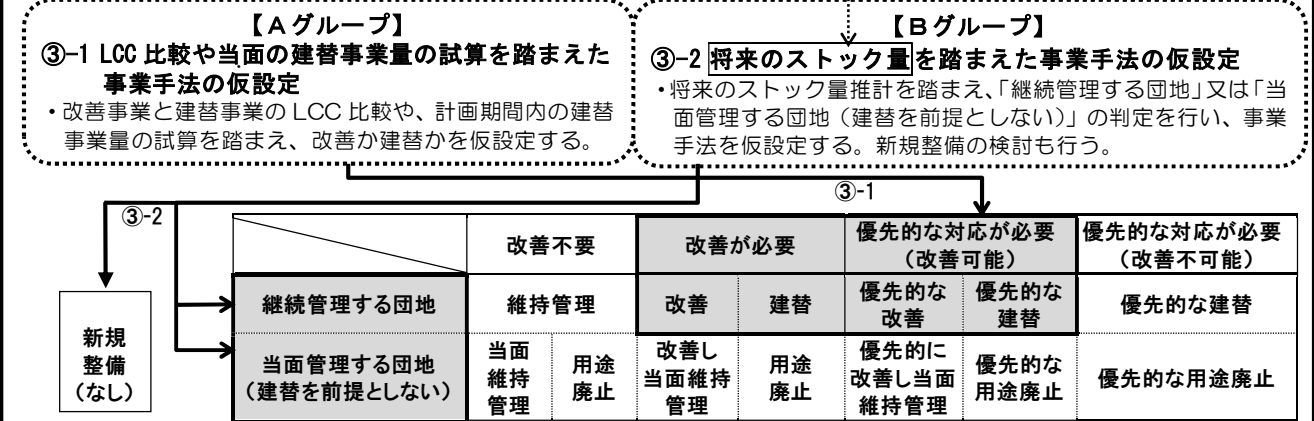 【Aグループ】
③-1 LCC 比較や当面の建替事業量の試算を踏まえた
事業手法の仮設定
・改善事業と建替事業の LCC 比較や、計画期間内の建替
事業量の試算を踏まえ、改善か建替かを仮設定する。
【Bグループ】
③-2 将来のストック量を踏まえた事業手法の仮設定
・将来のストック量推計を踏まえ、「継続管理する団地」又は「当
面管理する団地（建替を前提としない）」の判定を行い、事業
手法を仮設定する。新規整備の検討も行う。
③-1
③-2
新規
整備
（なし）
改善不要
改善が必要
優先的な対応が必要
（改善可能）
優先的な対応が必要
（改善不可能）
継続管理する団地
維持管理
改善
建替
優先的な
改善
優先的な
建替
優先的な建替
当面管理する団地
（建替を前提としない）
当面
維持
管理
用途
廃止
改善し
当面維持
管理
用途
廃止
優先的に
改善し当面
維持管理
優先的な
用途廃止
優先的な用途廃止